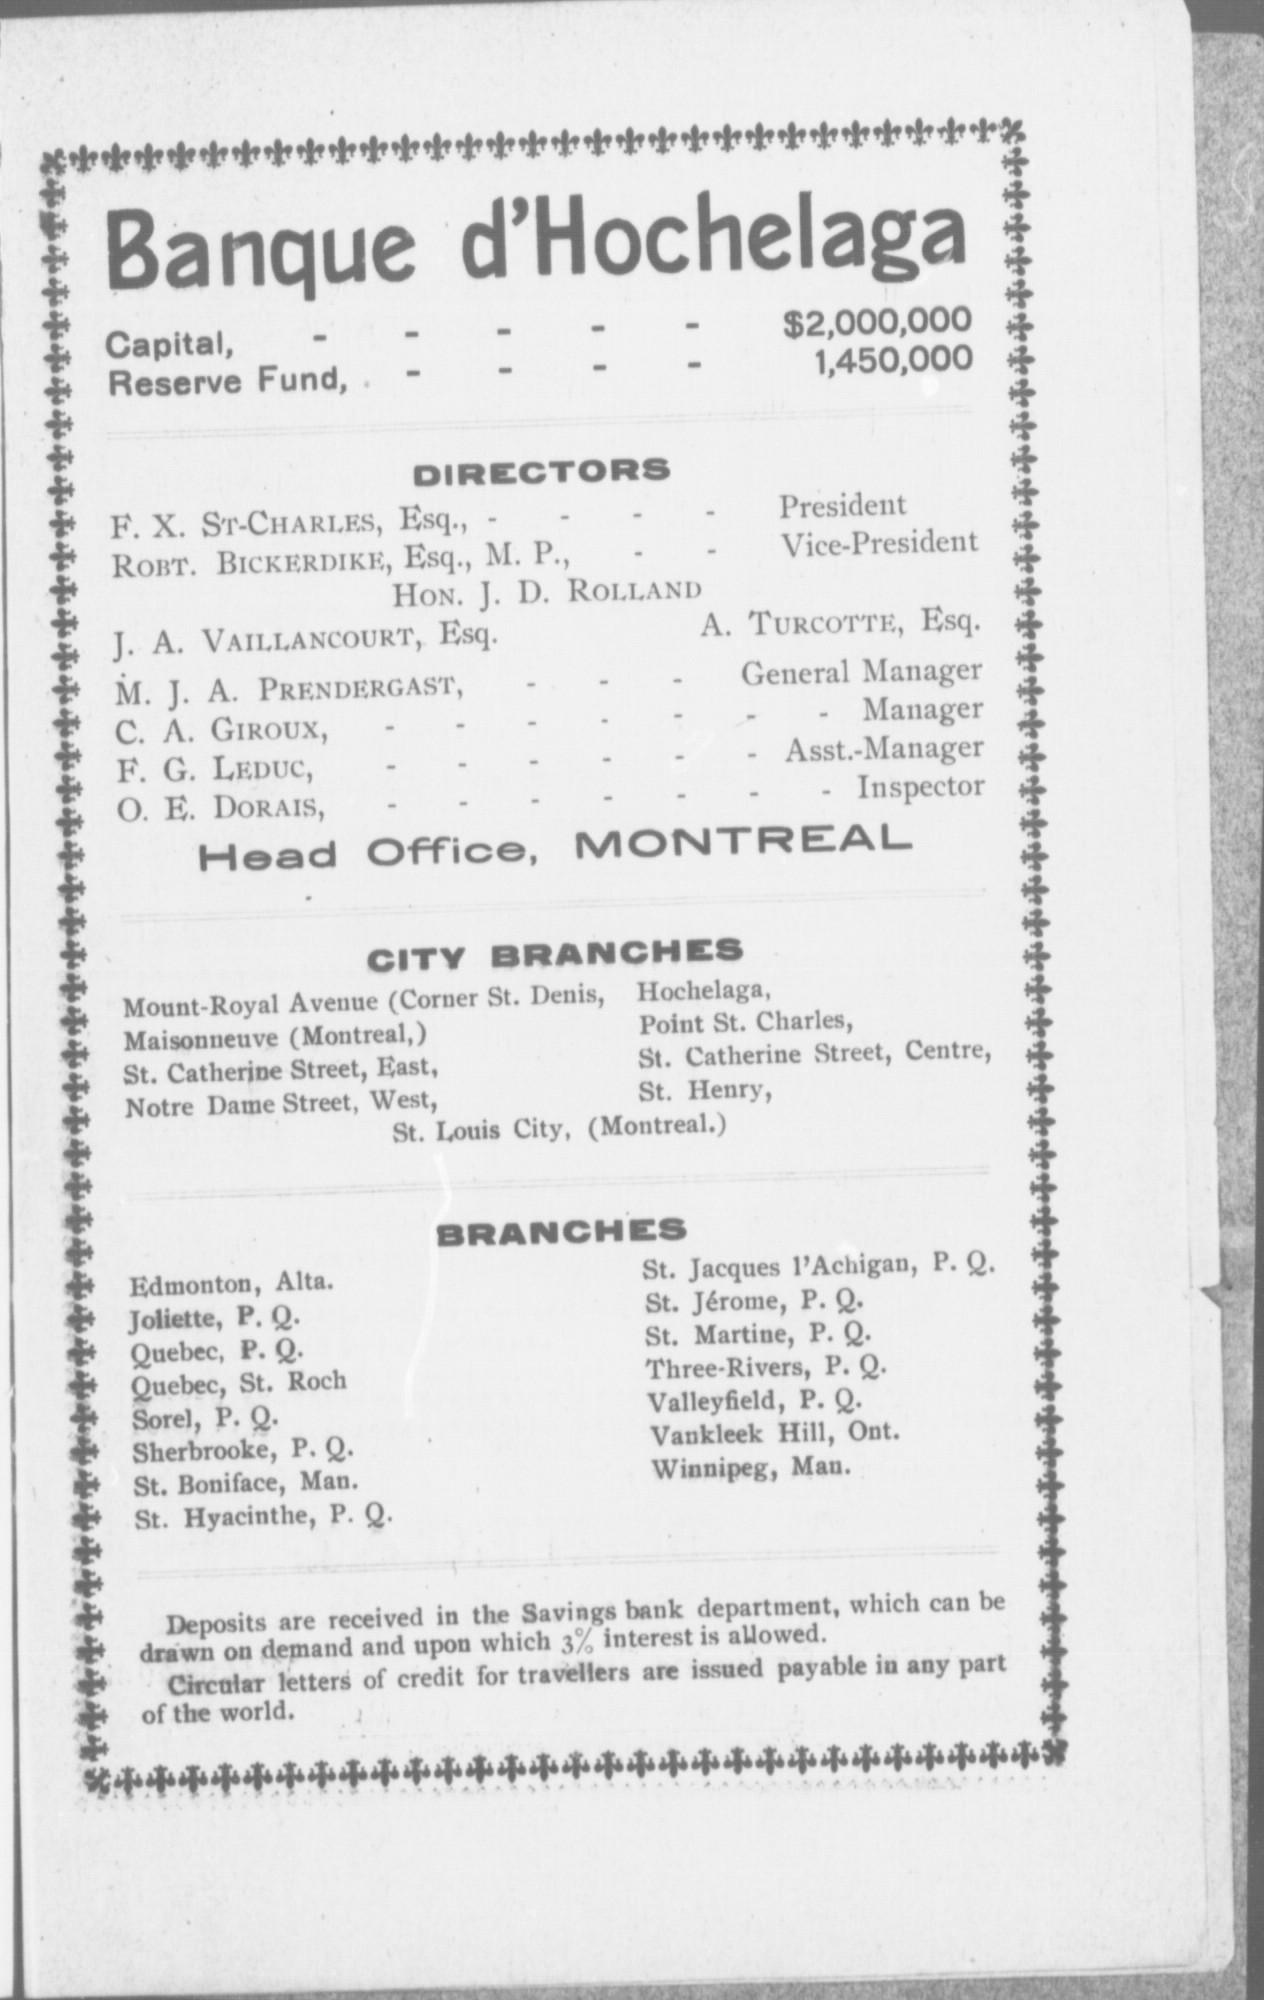 Banque d'Hochelaga
Capital, - - - - - $2,000,000
Reserve Fund, - - - - 1,450,000
DIRECTORS
F. X. St-Charles, Esq., - - - - President
Robt. Bickerdike, Esq., M. P., - - Vice-President
Hon. J. D. Rolland
J. A. Vaillancourt, Esq. A. Turcotte, Esq.
M. J. A. Prendergast, - - - General Manager
C. A. Giroux, - - - - - - - Manager
F. G. Leduc, - - - - - - Asst.-Manager
O. E. Dorais, - - - - - - - Inspector
Head Office, MONTREAL
CITY BRANCHES
Mount-Royal Avenue (Corner St. Denis, Hochelaga,
Maisonneuve (Montreal,) Point St. Charles,
St. Catherine Street, East, St. Catherine Street, Centre,
Notre Dame Street, West, St. Henry,
St. Louis City, (Montreal.)
BRANCHES
Edmonton, Alta.
Joliette, P. Q.
Quebec, P. Q.
Quebec, St. Roch
Sorel, P. Q.
Sherbrooke, P. Q.
St. Boniface, Man.
St. Hyacinthe, P. Q.
St. Jacques l'Achigan, P. Q.
St. Jérome, P. Q.
St. Martine, P. Q.
Three-Rivers, P. Q.
Valleyfield, P. Q.
Vankleek Hill, Ont.
Winnipeg, Man.
Deposits are received in the Savings bank department, which can be
drawn on demand and upon which 3% interest is allowed.
Circular letters of credit for travellers are issued payable in any part
of the world.